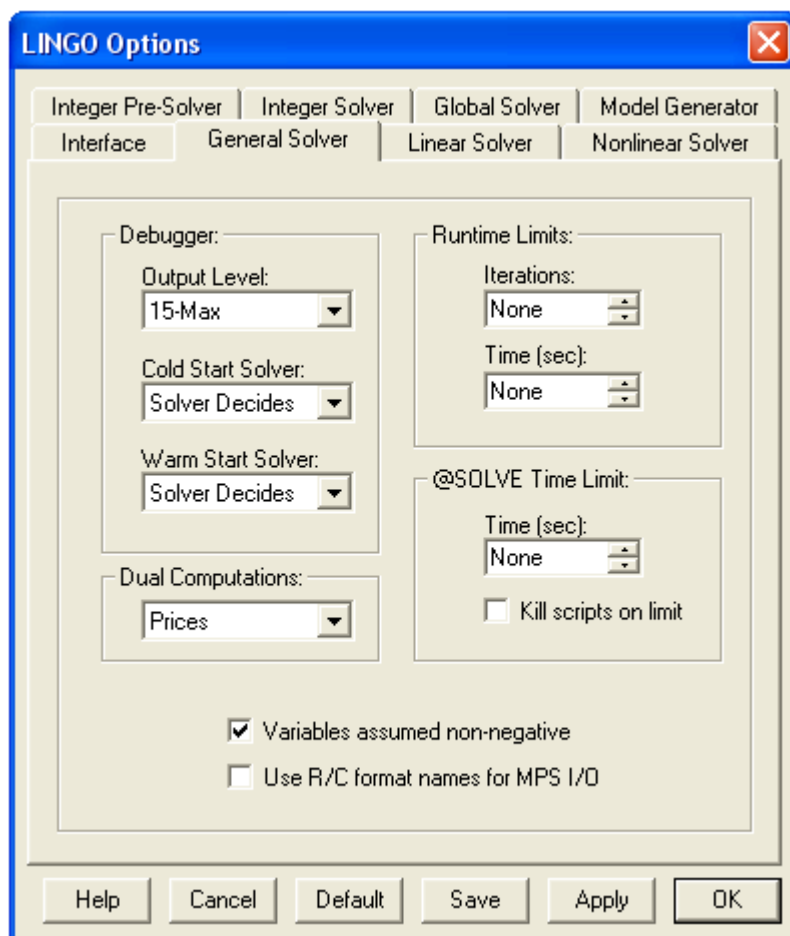 LINGO Options
Integer Pre-Solver
Integer Solver
Global Solver
Model Generator
Interface
General Solver
Linear Solver
Nonlinear Solver
Debugger:
Output Level:
15-Max
Cold Start Solver:
Solver Decides
Warm Start Solver:
Solver Decides
Dual Computations:
Prices
Runtime Limits:
Iterations:
None
Time (sec):
None
@SOLVE Time Limit:
Time (sec):
None
Kill scripts on limit
Variables assumed non-negative
Use R/C format names for MPS I/O
Help
Cancel
Default
Save
Apply
OK